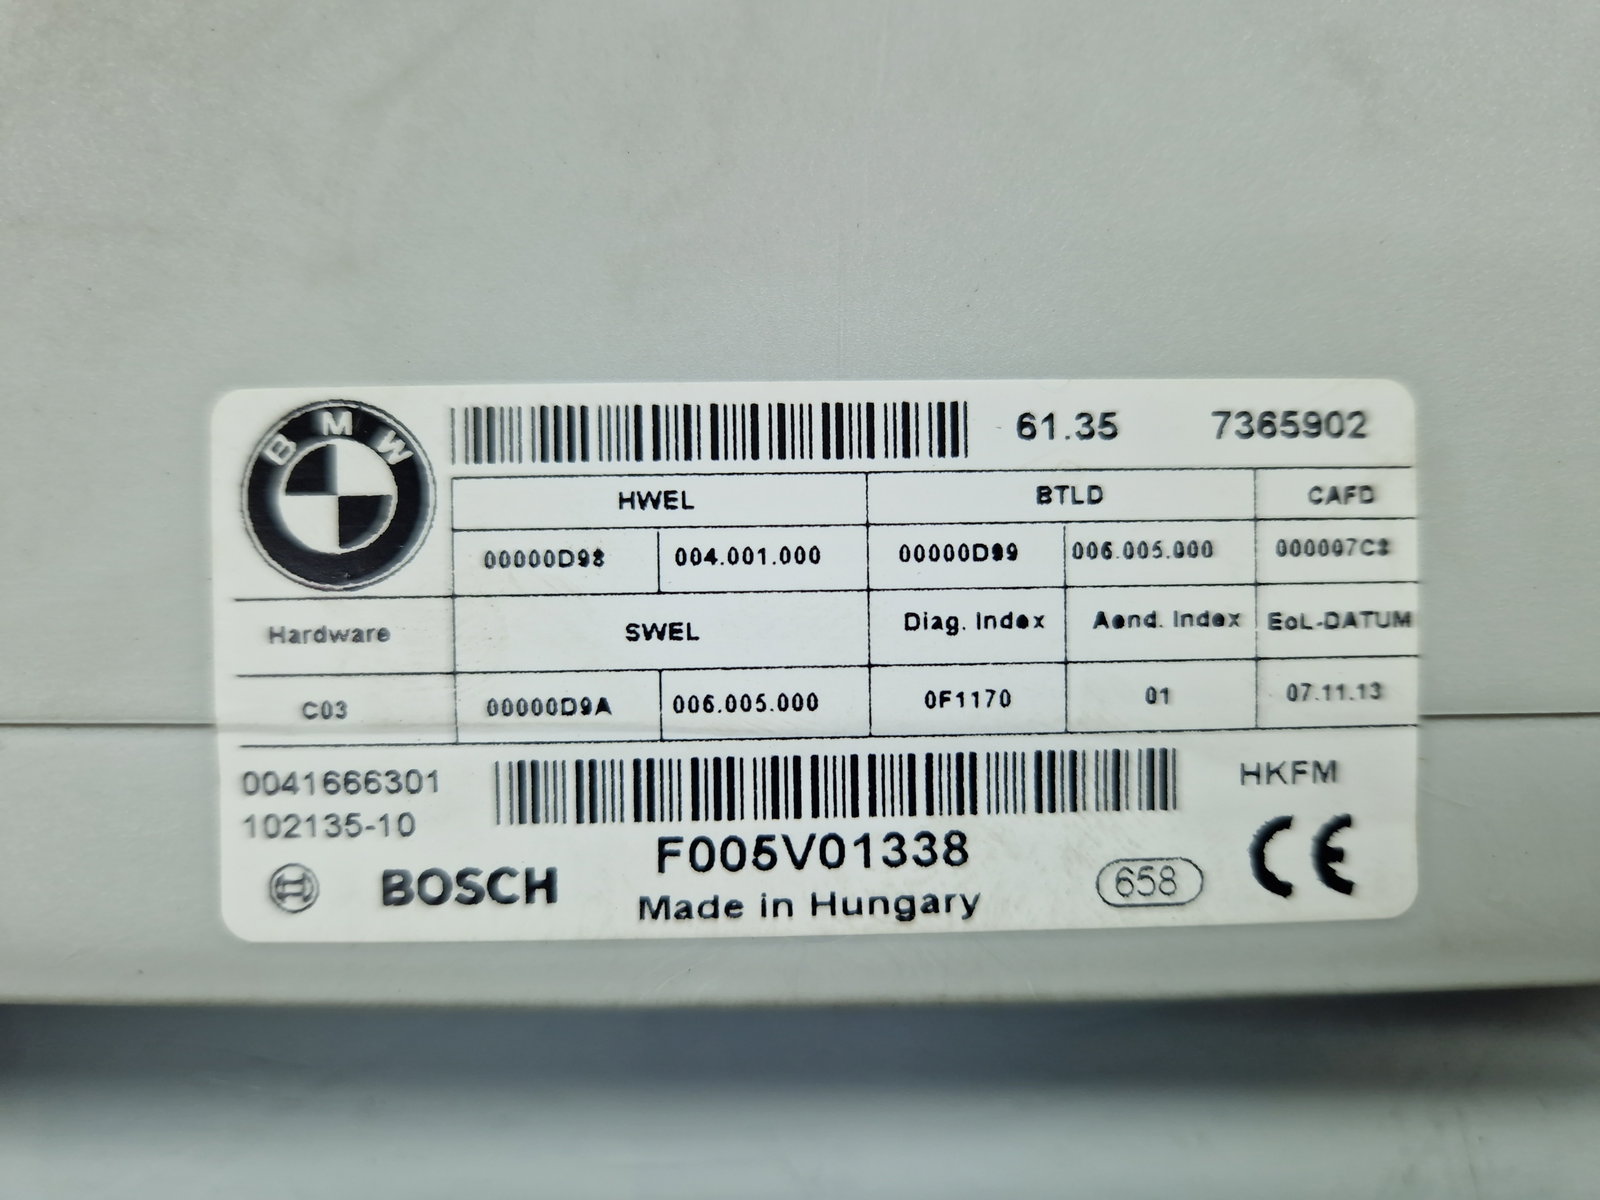 BMW
61.35 7365902
HWEL BTLD CAFD
00000D98 004.001.000 00000D99 006.005.000 000007C3
Hardware SWEL Diag. Index Aend. Index EoL-DATUM
C03 00000D9A 006.005.000 0F1170 01 07.11.13
0041666301 HKFM
102135-10
F005V01338
BOSCH Made in Hungary 658 CE